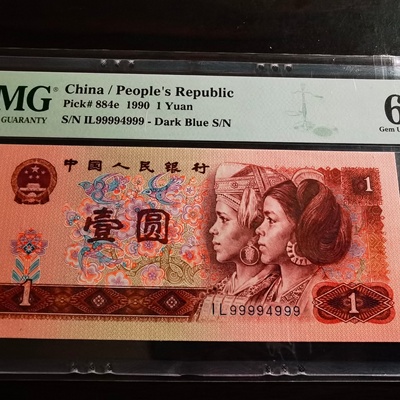 MG
GUARANTY
China / People's Republic
Pick# 884e 1990 1 Yuan
S/N IL99994999 - Dark Blue S/N
6
Gem U
中国人民银行
壹圆
1
1
1
IL99994999